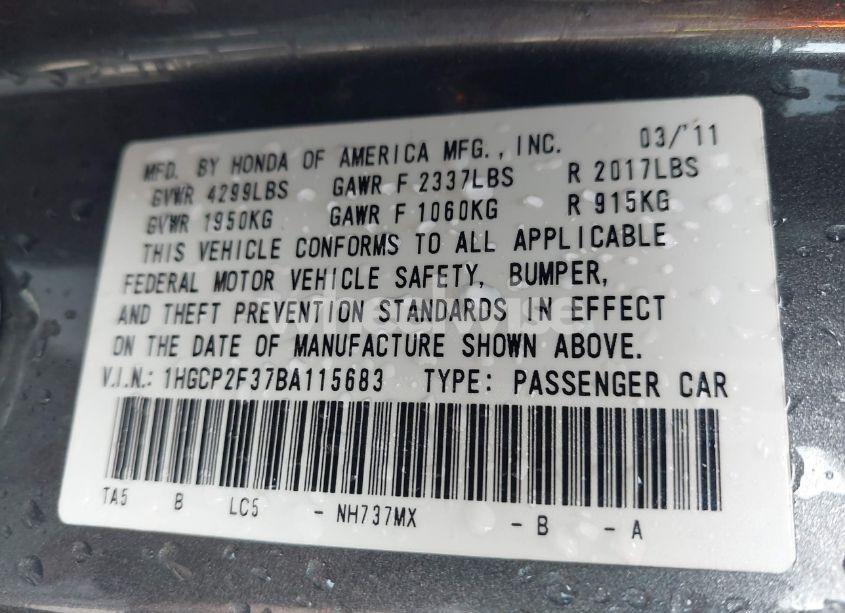 MFD. BY HONDA OF AMERICA MFG., INC. 03/'11
GVWR 4299LBS GAWR F 2337LBS R 2017LBS
GVWR 1950KG GAWR F 1060KG R 915KG
THIS VEHICLE CONFORMS TO ALL APPLICABLE
FEDERAL MOTOR VEHICLE SAFETY, BUMPER,
AND THEFT PREVENTION STANDARDS IN EFFECT
ON THE DATE OF MANUFACTURE SHOWN ABOVE.
V.I.N.: 1HGCP2F37BA115683 TYPE: PASSENGER CAR
TA5 B LC5 - NH737MX - B - A